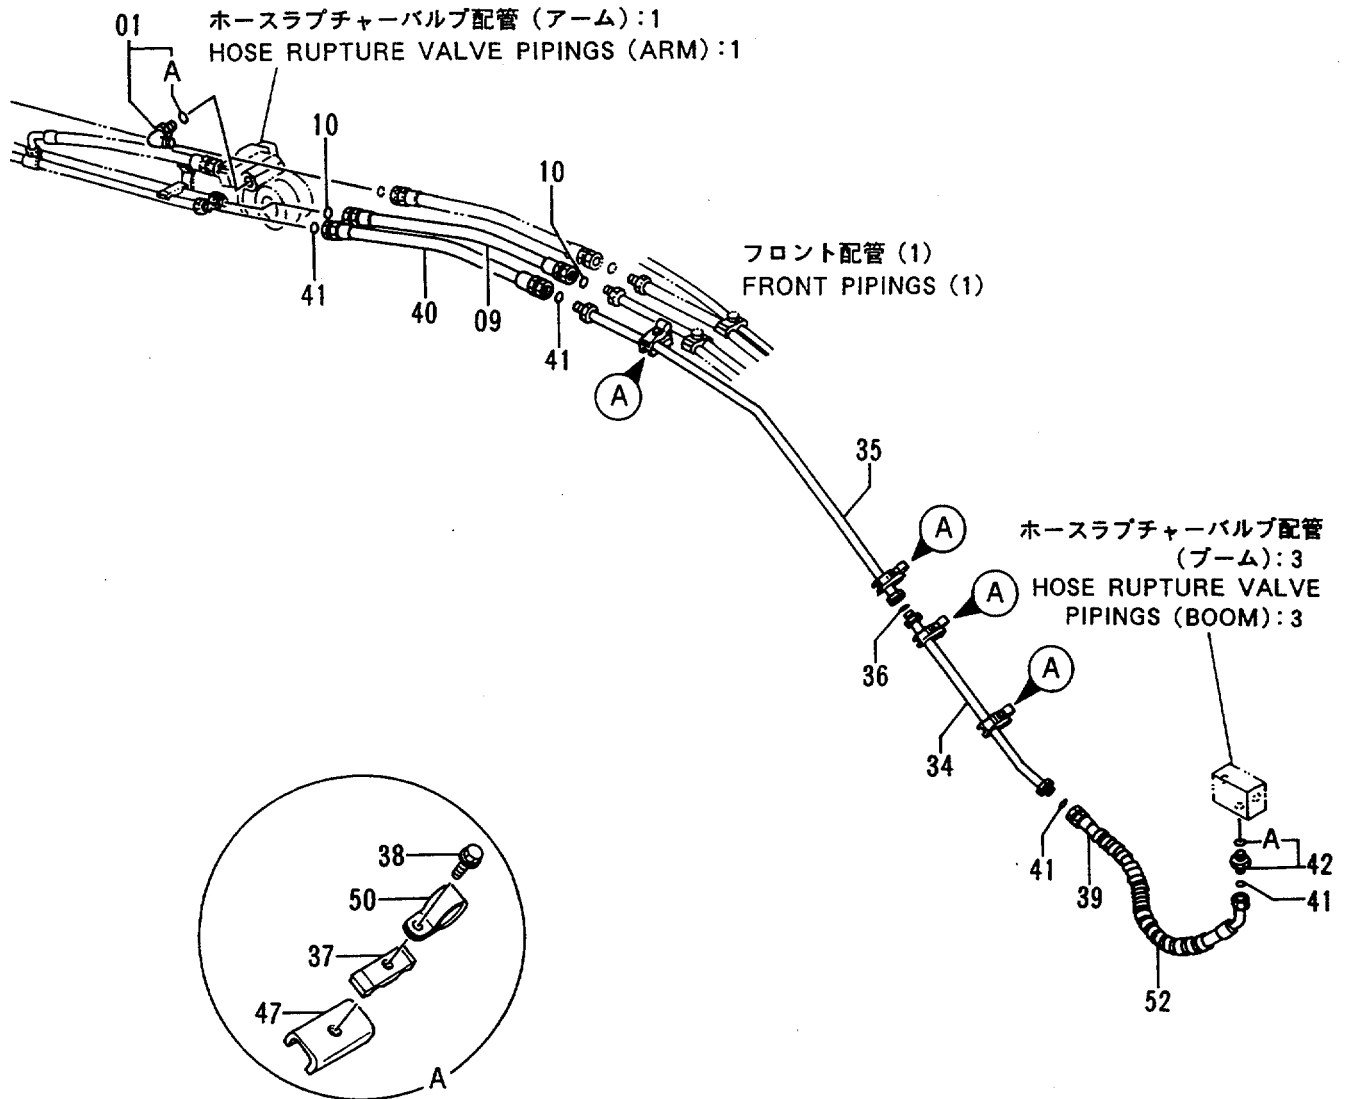 01
ホースラプチャーバルブ配管 (アーム):1
HOSE RUPTURE VALVE PIPINGS (ARM):1
A
10
10
フロント配管 (1)
FRONT PIPINGS (1)
41
40
09
41
A
35
A
ホースラプチャーバルブ配管
(ブーム):3
HOSE RUPTURE VALVE
PIPINGS (BOOM):3
A
36
A
34
41
39
A
42
41
52
38
50
37
47
A